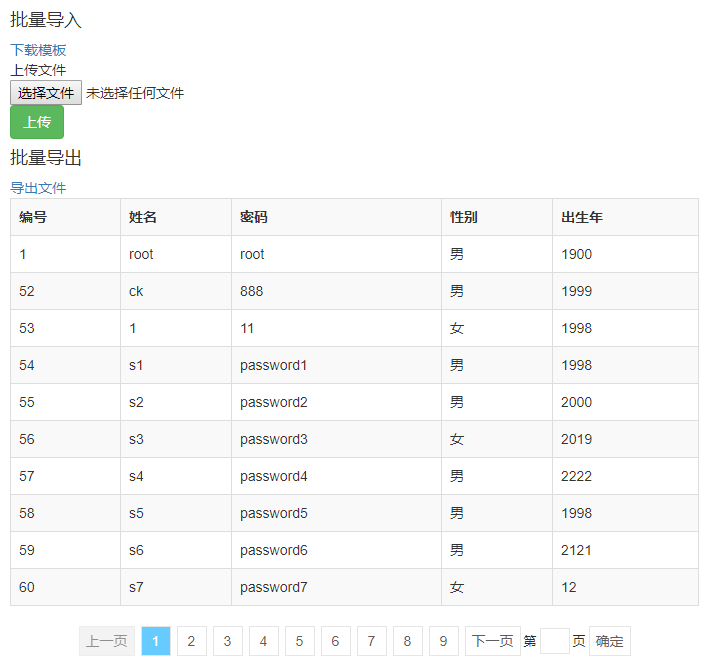 批量导入
下载模板
上传文件
选择文件 未选择任何文件
上传
批量导出
导出文件
编号 姓名 密码 性别 出生年
1 root root 男 1900
52 ck 888 男 1999
53 1 11 女 1998
54 s1 password1 男 1998
55 s2 password2 男 2000
56 s3 password3 女 2019
57 s4 password4 男 2222
58 s5 password5 男 1998
59 s6 password6 男 2121
60 s7 password7 女 12
上一页 1 2 3 4 5 6 7 8 9 下一页 第 页 确定